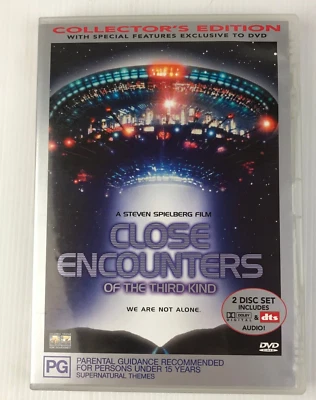 COLLECTOR'S EDITION
WITH SPECIAL FEATURES EXCLUSIVE TO DVD
A STEVEN SPIELBERG FILM
CLOSE
ENCOUNTERS
OF THE THIRD KIND
WE ARE NOT ALONE.
2 DISC SET
INCLUDES
DOLBY DIGITAL & dts
AUDIO!
DVD
PG
PARENTAL GUIDANCE RECOMMENDED
FOR PERSONS UNDER 15 YEARS
SUPERNATURAL THEMES